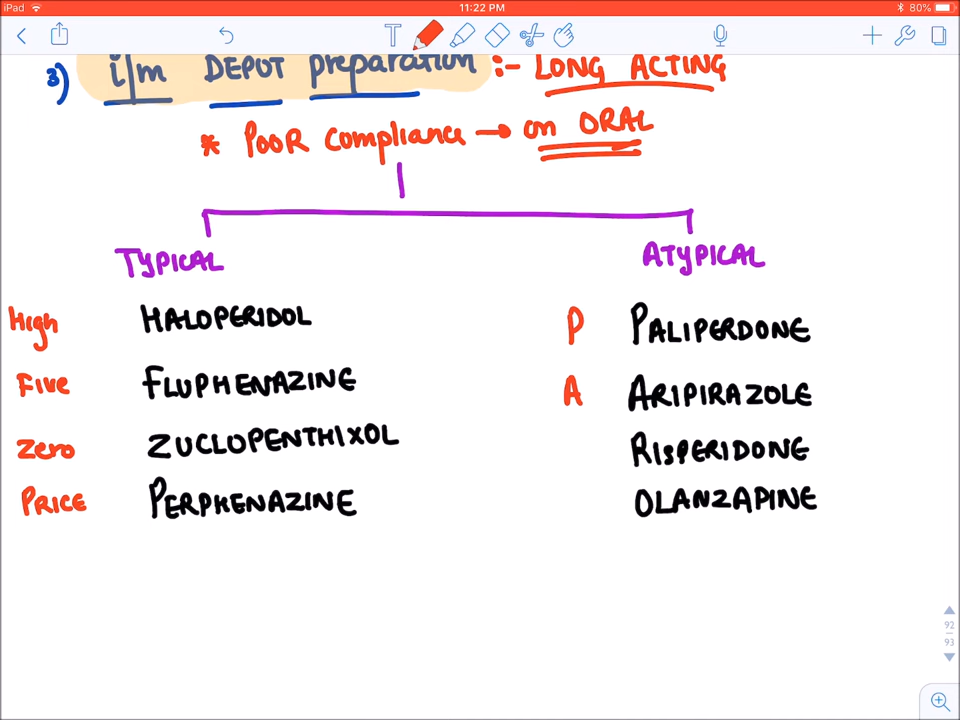 iPad 11:22 PM 80%
T
3) i/m DEPOT preparation :- LONG ACTING
* POOR Compliance → on ORAL
TYPICAL ATYPICAL
High HALOPERIDOL P PALIPERDONE
Five FLUPHENAZINE A ARIPIRAZOLE
Zero ZUCLOPENTHIXOL RISPERIDONE
PRICE PERPHENAZINE OLANZAPINE
92
93